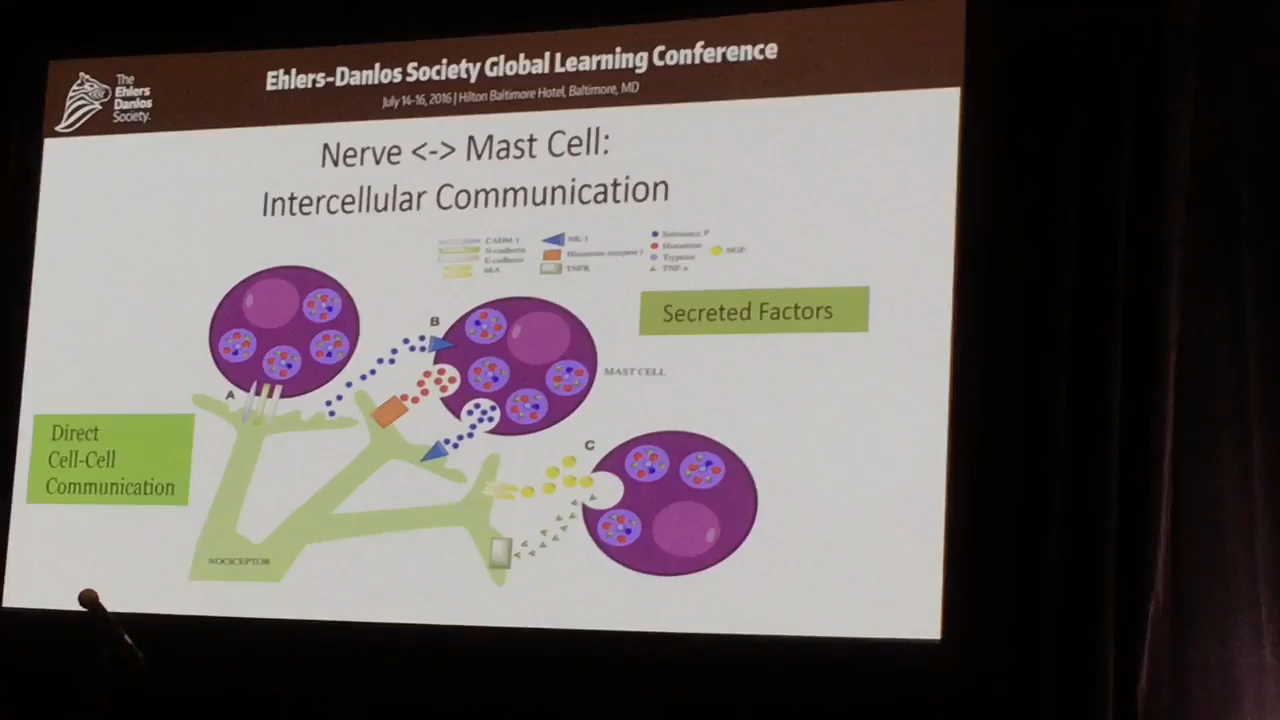 The
Ehlers
Danlos
Society.
Ehlers-Danlos Society Global Learning Conference
July 14-16, 2016 | Hilton Baltimore Hotel, Baltimore, MD
Nerve <-> Mast Cell:
Intercellular Communication
CADM-1
N-cadherin
E-cadherin
NK-1
Histamine receptor 1
TNFR
Substance P
Histamine
Tryptase
TNF-α
NGF
Secreted Factors
B
MAST CELL
A
Direct
Cell-Cell
Communication
C
NOCICEPTOR